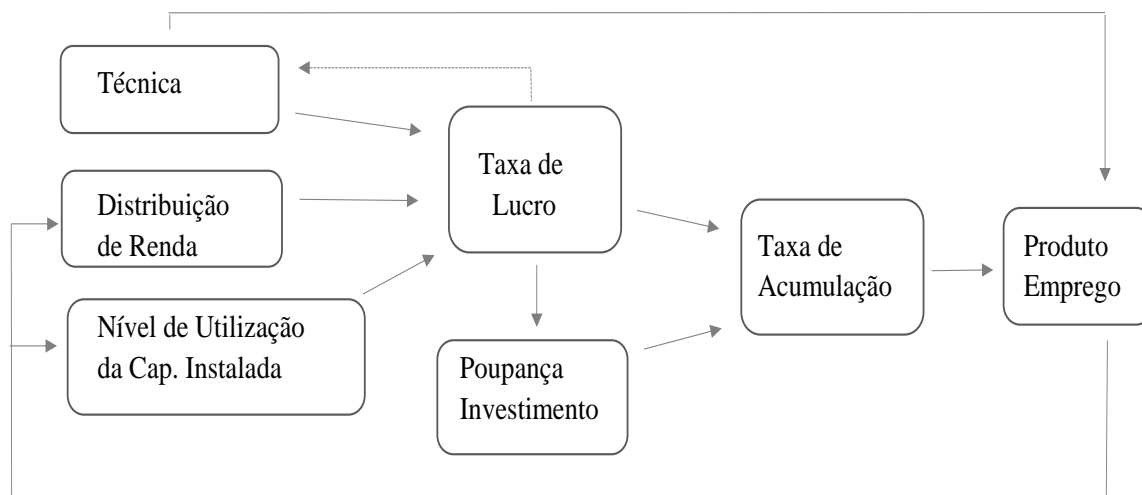 Técnica
Taxa de
Lucro
Distribuição
de Renda
Taxa de
Acumulação
Produto
Emprego
Nível de Utilização
da Cap. Instalada
Poupança
Investimento